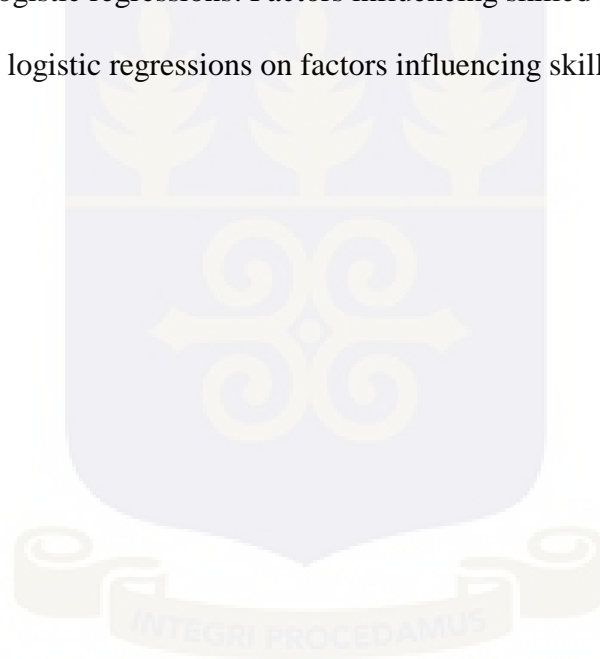 logistic regressions: Factors influencing skilled
logistic regressions on factors influencing skill
INTEGRI PROCEDAMUS